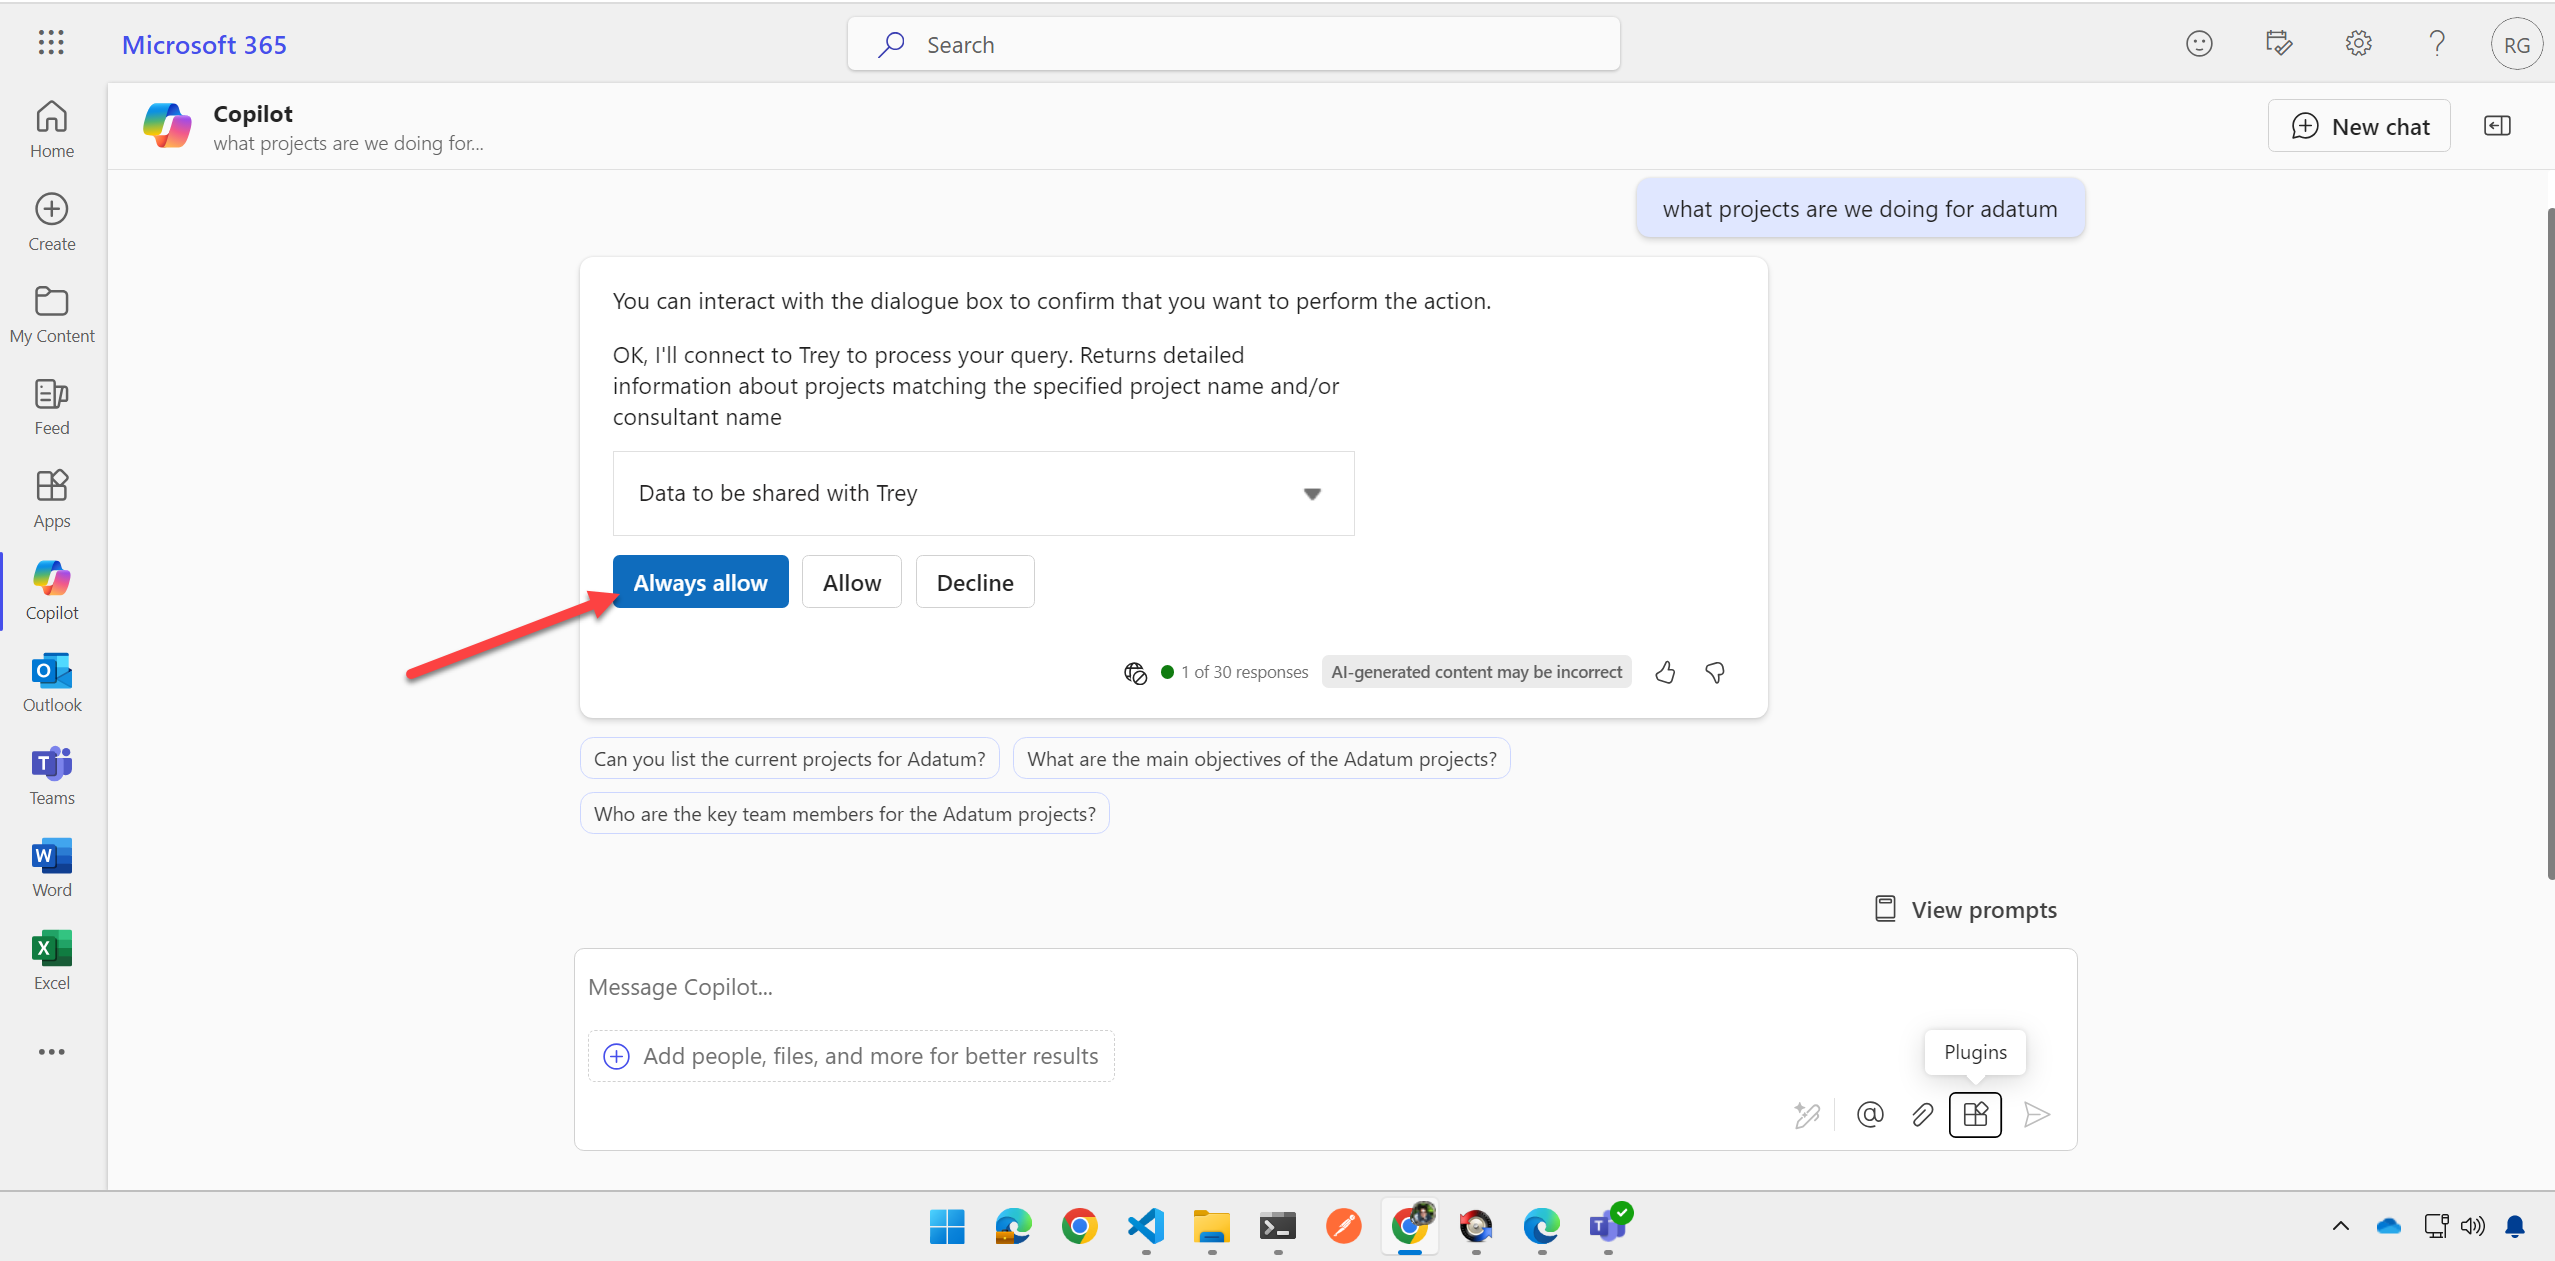 Microsoft 365
Search
RG
Copilot
what projects are we doing for...
New chat
Home
Create
My Content
Feed
Apps
Copilot
Outlook
Teams
Word
Excel
what projects are we doing for adatum
You can interact with the dialogue box to confirm that you want to perform the action.
OK, I'll connect to Trey to process your query. Returns detailed
information about projects matching the specified project name and/or
consultant name
Data to be shared with Trey
Always allow
Allow
Decline
1 of 30 responses
AI-generated content may be incorrect
Can you list the current projects for Adatum?
What are the main objectives of the Adatum projects?
Who are the key team members for the Adatum projects?
View prompts
Message Copilot...
Add people, files, and more for better results
Plugins